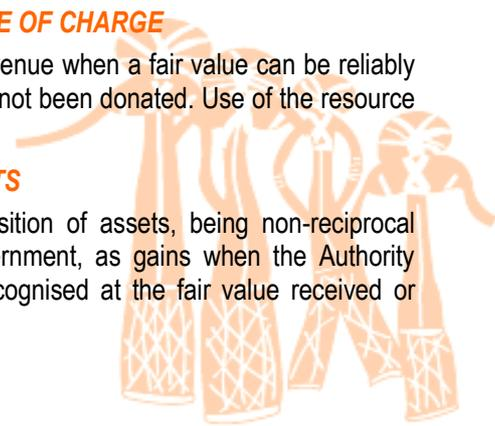 E OF CHARGE
enue when a fair value can be reliably
not been donated. Use of the resource
TS
sition of assets, being non-reciprocal
ernment, as gains when the Authority
cognised at the fair value received or